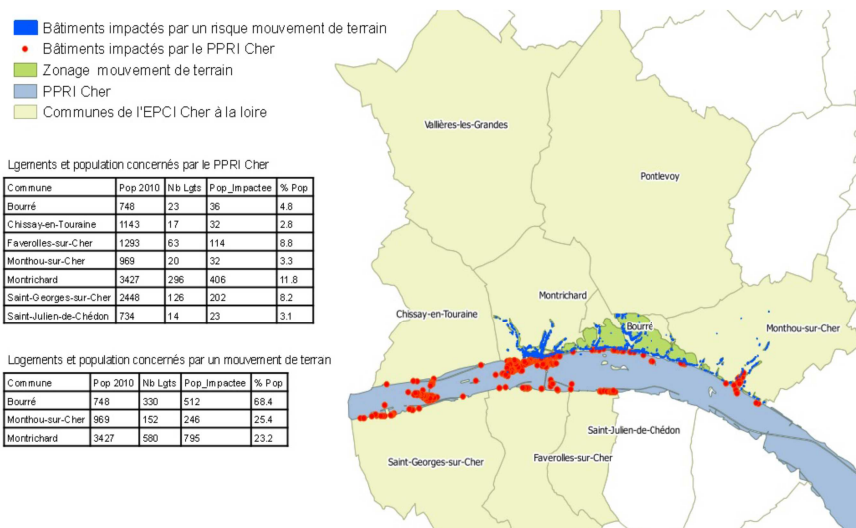 Bâtiments impactés par un risque mouvement de terrain
Bâtiments impactés par le PPRI Cher
Zonage mouvement de terrain
PPRI Cher
Communes de l'EPCI Cher à la loire
Lgements et population concernés par le PPRI Cher
Commune Pop 2010 Nb Lgts Pop_Impactee % Pop
Bourré 748 23 36 4.8
Chissay-en-Touraine 1143 17 32 2.8
Faverolles-sur-Cher 1293 63 114 8.8
Monthou-sur-Cher 969 20 32 3.3
Montrichard 3427 296 406 11.8
Saint-Georges-sur-Cher 2448 126 202 8.2
Saint-Julien-de-Chédon 734 14 23 3.1
Logements et population concernés par un mouvement de terran
Commune Pop 2010 Nb Lgts Pop_Impactee % Pop
Bourré 748 330 512 68.4
Monthou-sur-Cher 969 152 246 25.4
Montrichard 3427 580 795 23.2
Vallières-les-Grandes
Pontlevoy
Montrichard
Chissay-en-Touraine
Bourré
Monthou-sur-Cher
Saint-Julien-de-Chédon
Saint-Georges-sur-Cher
Faverolles-sur-Cher